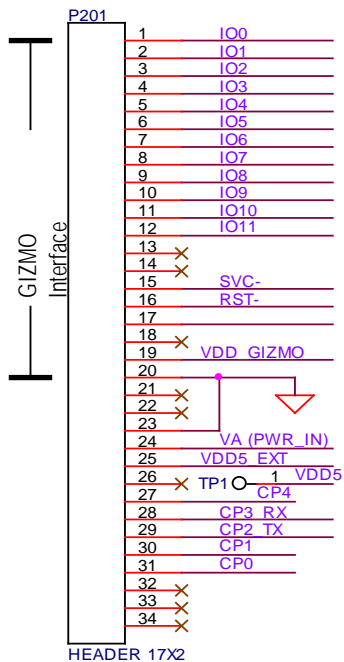 P201
1 IO0
2 IO1
3 IO2
4 IO3
5 IO4
6 IO5
7 IO6
8 IO7
9 IO8
10 IO9
11 IO10
12 IO11
13
14
15 SVC-
16 RST-
17
18
19 VDD_GIZMO
20
21
22
23
24 VA (PWR_IN)
25 VDD5_EXT
26 TP1 1 VDD5
27 CP4
28 CP3_RX
29 CP2_TX
30 CP1
31 CP0
32
33
34
HEADER 17X2
GIZMO
Interface